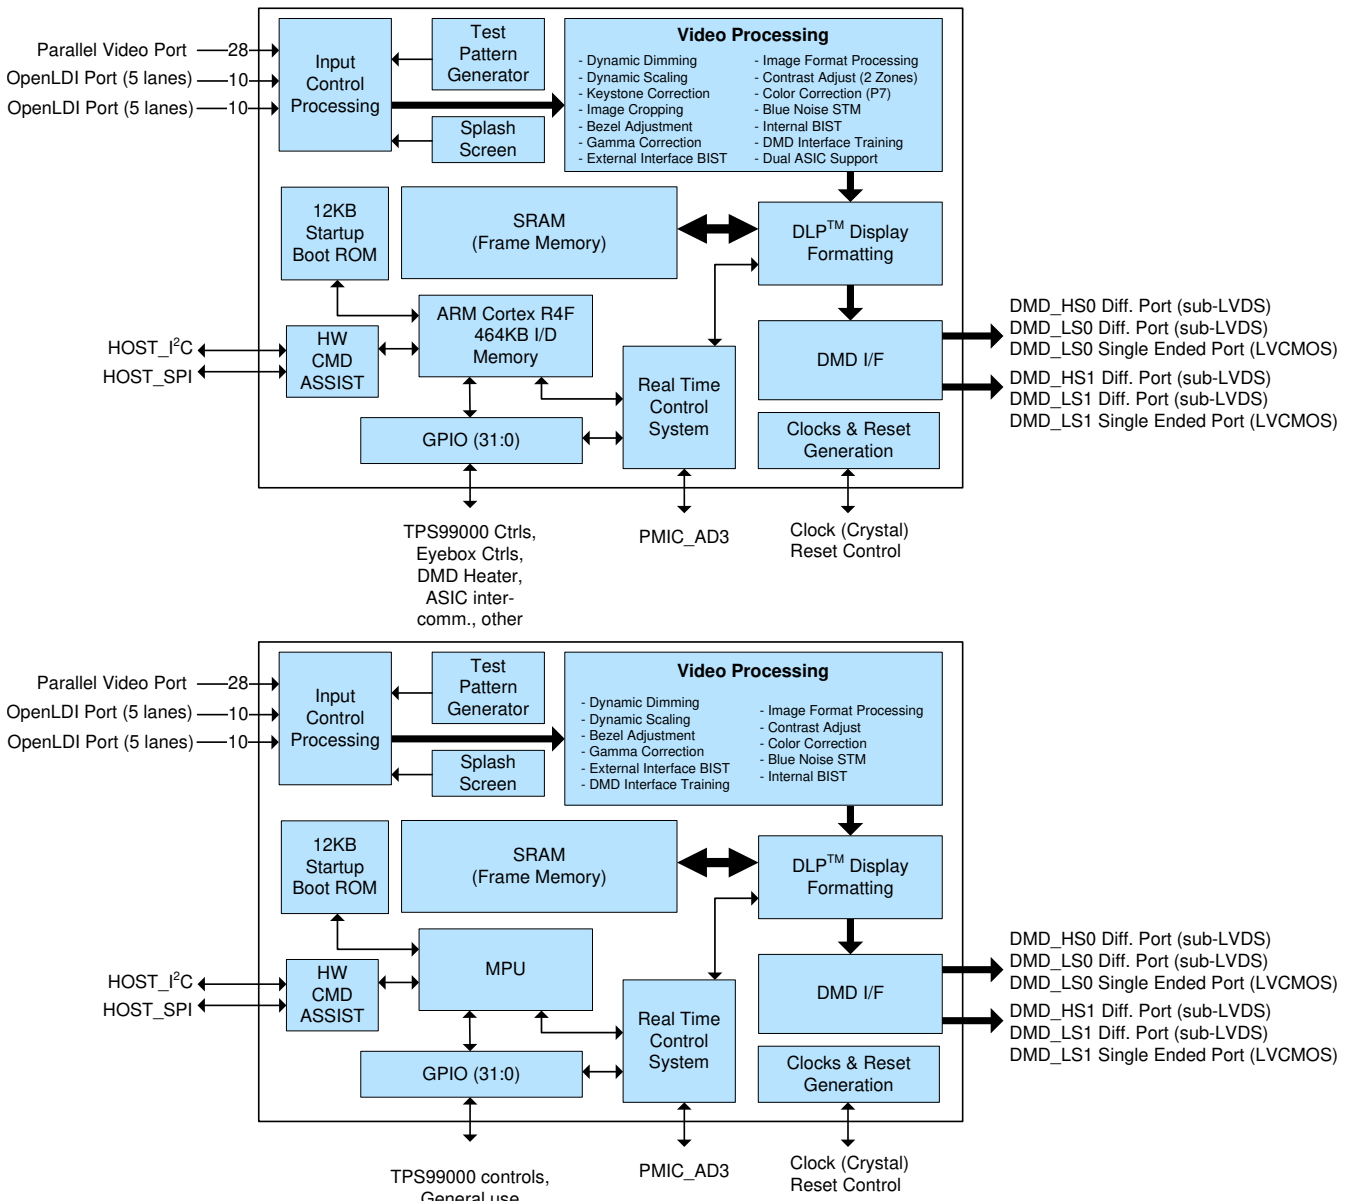 Parallel Video Port 28
OpenLDI Port (5 lanes) 10
OpenLDI Port (5 lanes) 10
Input
Control
Processing
Test
Pattern
Generator
Splash
Screen
Video Processing
- Dynamic Dimming
- Dynamic Scaling
- Keystone Correction
- Image Cropping
- Bezel Adjustment
- Gamma Correction
- External Interface BIST
- Image Format Processing
- Contrast Adjust (2 Zones)
- Color Correction (P7)
- Blue Noise STM
- Internal BIST
- DMD Interface Training
- Dual ASIC Support
12KB
Startup
Boot ROM
SRAM
(Frame Memory)
DLP™ Display
Formatting
HOST_I²C
HOST_SPI
HW
CMD
ASSIST
ARM Cortex R4F
464KB I/D
Memory
GPIO (31:0)
Real Time
Control
System
DMD I/F
Clocks & Reset
Generation
DMD_HS0 Diff. Port (sub-LVDS)
DMD_LS0 Diff. Port (sub-LVDS)
DMD_LS0 Single Ended Port (LVCMOS)
DMD_HS1 Diff. Port (sub-LVDS)
DMD_LS1 Diff. Port (sub-LVDS)
DMD_LS1 Single Ended Port (LVCMOS)
TPS99000 Ctrls,
Eyebox Ctrls,
DMD Heater,
ASIC inter-
comm., other
PMIC_AD3
Clock (Crystal)
Reset Control
Parallel Video Port 28
OpenLDI Port (5 lanes) 10
OpenLDI Port (5 lanes) 10
Input
Control
Processing
Test
Pattern
Generator
Splash
Screen
Video Processing
- Dynamic Dimming
- Dynamic Scaling
- Bezel Adjustment
- Gamma Correction
- External Interface BIST
- DMD Interface Training
- Image Format Processing
- Contrast Adjust
- Color Correction
- Blue Noise STM
- Internal BIST
12KB
Startup
Boot ROM
SRAM
(Frame Memory)
DLP™ Display
Formatting
HOST_I²C
HOST_SPI
HW
CMD
ASSIST
MPU
GPIO (31:0)
Real Time
Control
System
DMD I/F
Clocks & Reset
Generation
DMD_HS0 Diff. Port (sub-LVDS)
DMD_LS0 Diff. Port (sub-LVDS)
DMD_LS0 Single Ended Port (LVCMOS)
DMD_HS1 Diff. Port (sub-LVDS)
DMD_LS1 Diff. Port (sub-LVDS)
DMD_LS1 Single Ended Port (LVCMOS)
TPS99000 controls,
General use
PMIC_AD3
Clock (Crystal)
Reset Control